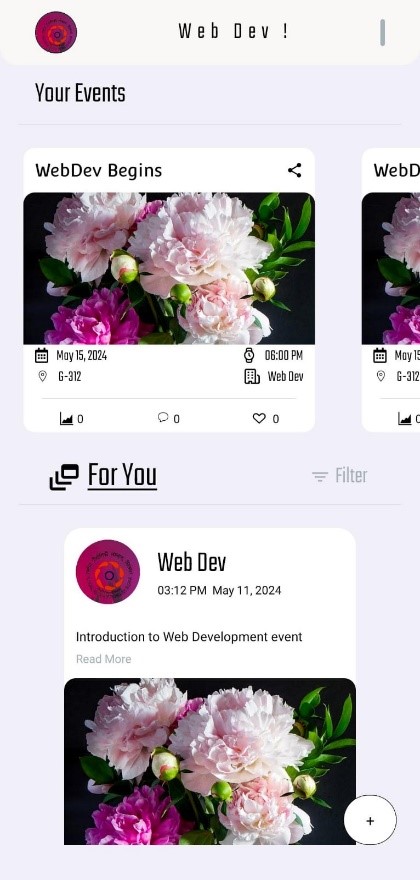 Web Dev !
Your Events
WebDev Begins
WebD
May 15, 2024
06:00 PM
May 15
G-312
Web Dev
G-312
0
0
0
0
For You
Filter
Web Dev
03:12 PM May 11, 2024
Introduction to Web Development event
Read More
+